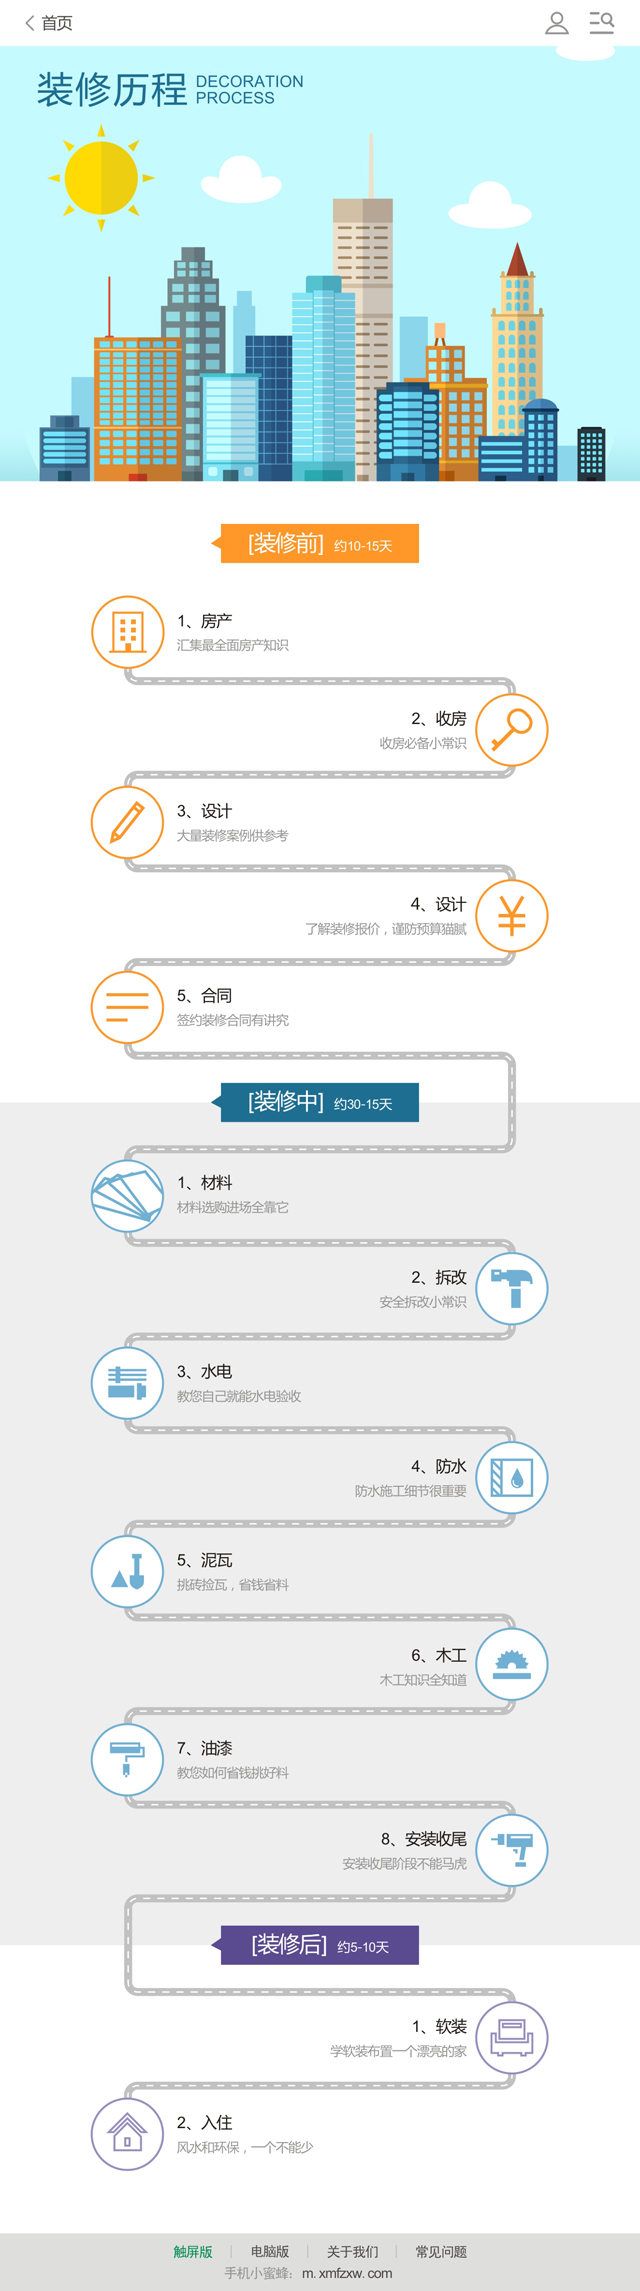 首页
装修历程 DECORATION
PROCESS
[装修前] 约10-15天
1、房产
汇集最全面房产知识
2、收房
收房必备小常识
3、设计
大量装修案例供参考
4、设计
了解装修报价，谨防预算猫腻
5、合同
签约装修合同有讲究
[装修中] 约30-15天
1、材料
材料选购进场全靠它
2、拆改
安全拆改小常识
3、水电
教您自己就能水电验收
4、防水
防水施工细节很重要
5、泥瓦
挑砖捡瓦，省钱省料
6、木工
木工知识全知道
7、油漆
教您如何省钱挑好料
8、安装收尾
安装收尾阶段不能马虎
[装修后] 约5-10天
1、软装
学软装布置一个漂亮的家
2、入住
风水和环保，一个不能少
触屏版 | 电脑版 | 关于我们 | 常见问题
手机小蜜蜂：m. xmfzxw. com